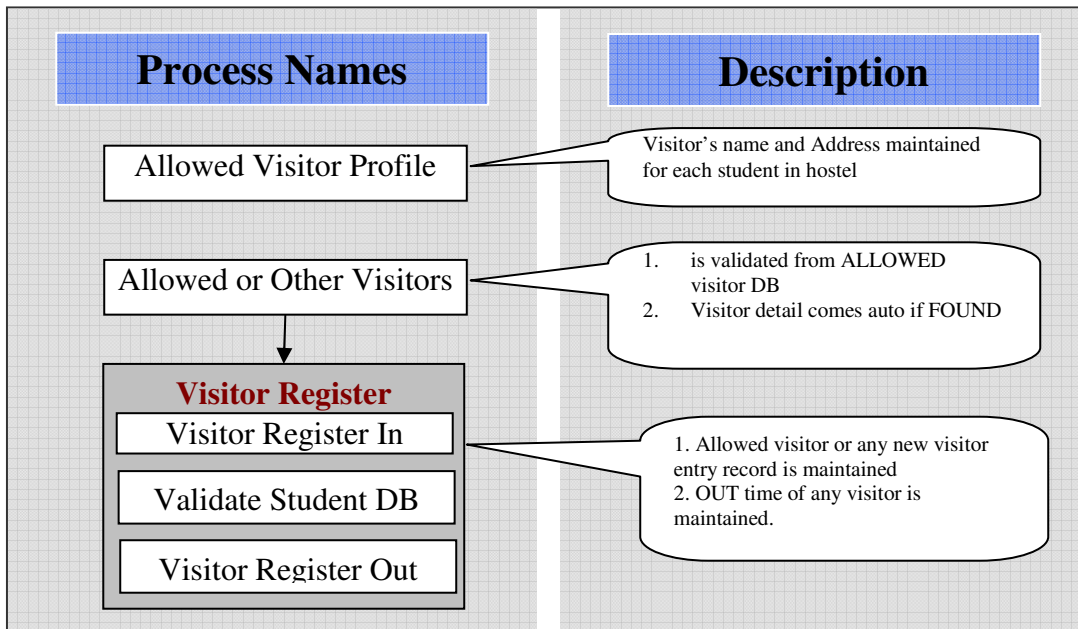 Process Names
Description
Allowed Visitor Profile
Visitor's name and Address maintained
for each student in hostel
Allowed or Other Visitors
1. is validated from ALLOWED
visitor DB
2. Visitor detail comes auto if FOUND
Visitor Register
Visitor Register In
Validate Student DB
Visitor Register Out
1. Allowed visitor or any new visitor
entry record is maintained
2. OUT time of any visitor is
maintained.